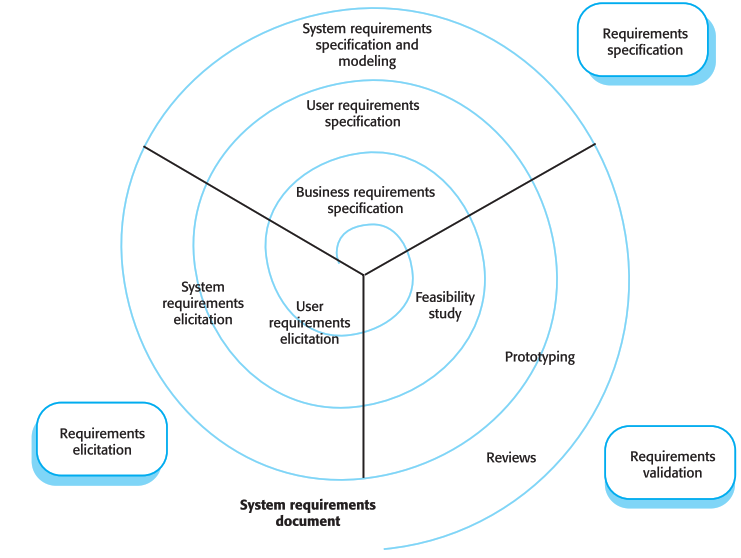 System requirements
specification and
modeling
Requirements
specification
User requirements
specification
Business requirements
specification
System
requirements
elicitation
User
requirements
elicitation
Feasibility
study
Prototyping
Requirements
elicitation
Reviews
Requirements
validation
System requirements
document